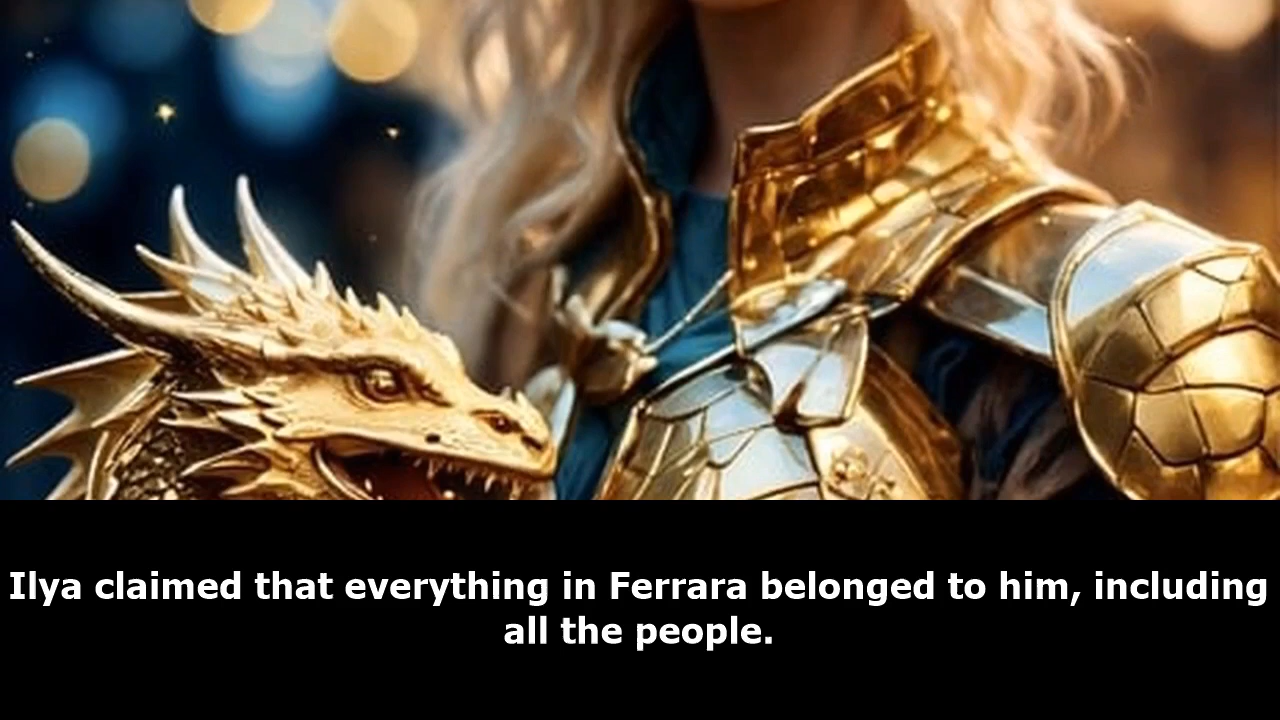 Ilya claimed that everything in Ferrara belonged to him, including
all the people.